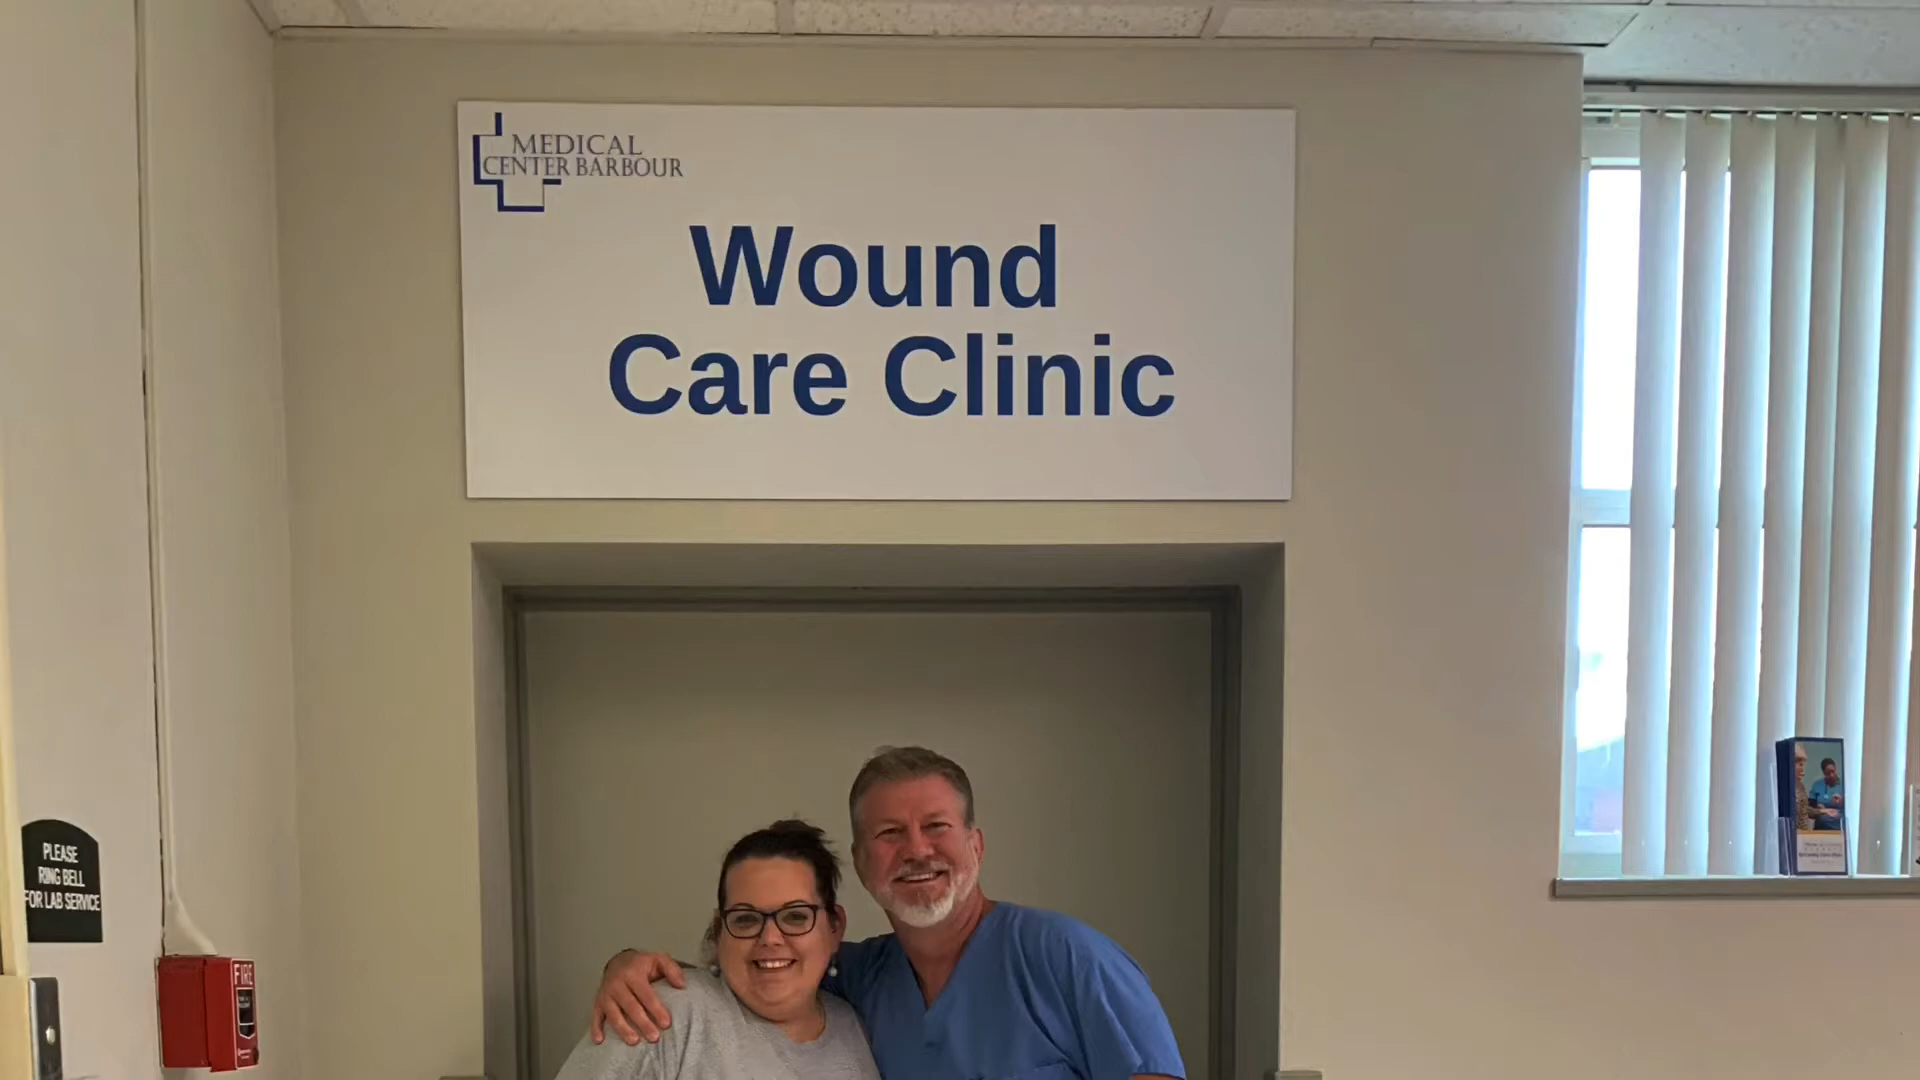 MEDICAL
CENTER BARBOUR
Wound
Care Clinic
PLEASE
RING BELL
FOR LAB SERVICE
FIRE